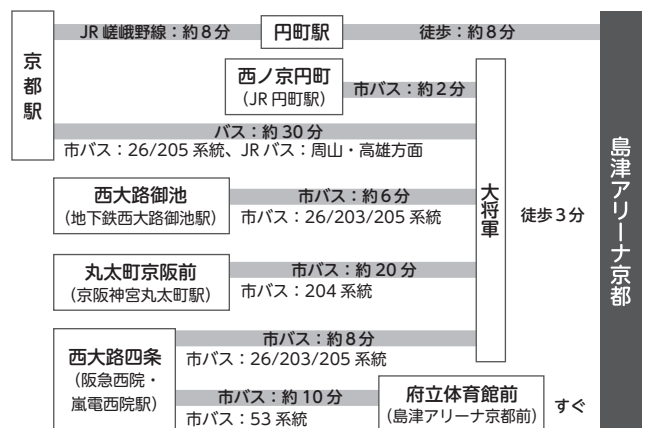 JR 嵯峨野線：約８分
円町駅
徒歩：約８分
京都駅
西ノ京円町
（JR 円町駅）
市バス：約２分
バス：約 30 分
市バス：26/205 系統、JR バス：周山・高雄方面
西大路御池
（地下鉄西大路御池駅）
市バス：約６分
市バス：26/203/205 系統
大将軍
徒歩３分
島津アリーナ京都
丸太町京阪前
（京阪神宮丸太町駅）
市バス：約 20 分
市バス：204 系統
西大路四条
（阪急西院・
嵐電西院駅）
市バス：約８分
市バス：26/203/205 系統
市バス：約 10 分
市バス：53 系統
府立体育館前
（島津アリーナ京都前）
すぐ